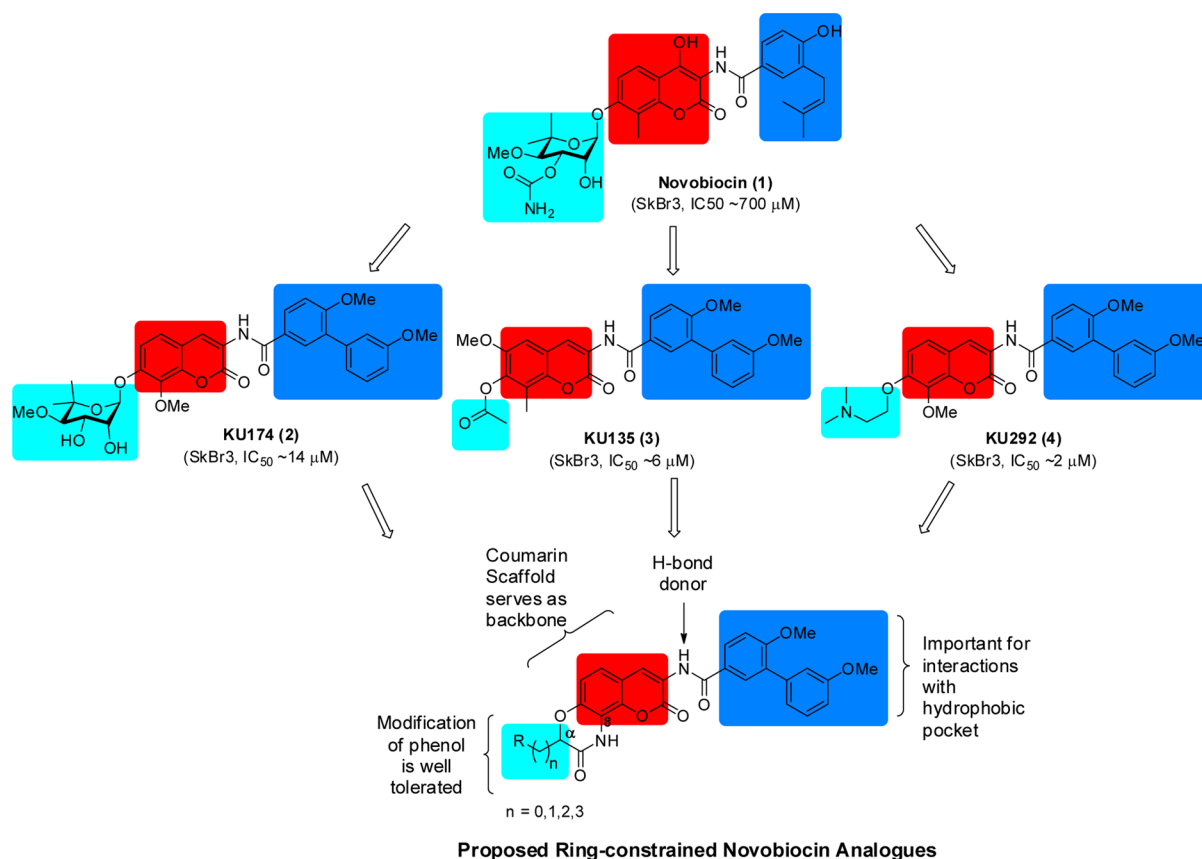 OH
OH
H
N
O
O
O
O
O
MeO
O
O
OH
O
NH2
Novobiocin (1)
(SkBr3, IC50 ~700 μM)
OMe
H
N
OMe
O
O
O
O
O
OMe
MeO
HO
OH
KU174 (2)
(SkBr3, IC50 ~14 μM)
OMe
H
N
OMe
MeO
O
O
O
O
O
KU135 (3)
(SkBr3, IC50 ~6 μM)
OMe
H
N
OMe
O
O
O
O
N
OMe
KU292 (4)
(SkBr3, IC50 ~2 μM)
Coumarin
Scaffold
serves as
backbone
H-bond
donor
H
N
OMe
OMe
O
O
O
O
8
α
NH
R
n
O
Important for
interactions
with
hydrophobic
pocket
Modification
of phenol
is well
tolerated
n = 0,1,2,3
Proposed Ring-constrained Novobiocin Analogues